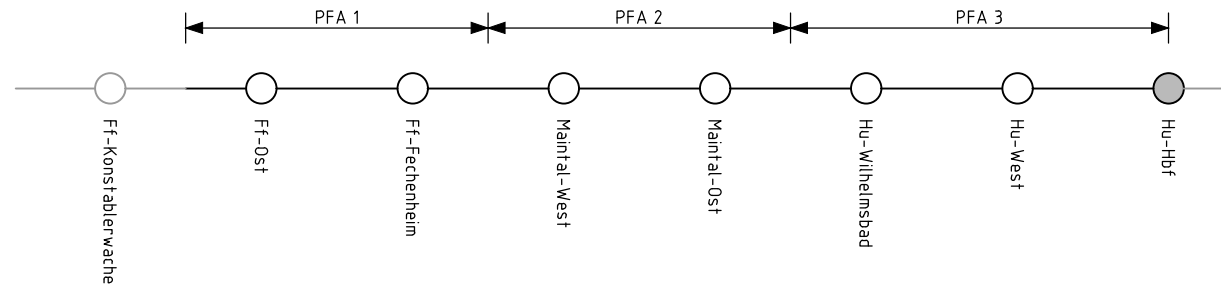 PFA 1
PFA 2
PFA 3
Ff-Konstablerwache
Ff-Ost
Ff-Fechenheim
Maintal-West
Maintal-Ost
Hu-Wilhelmsbad
Hu-West
Hu-Hbf